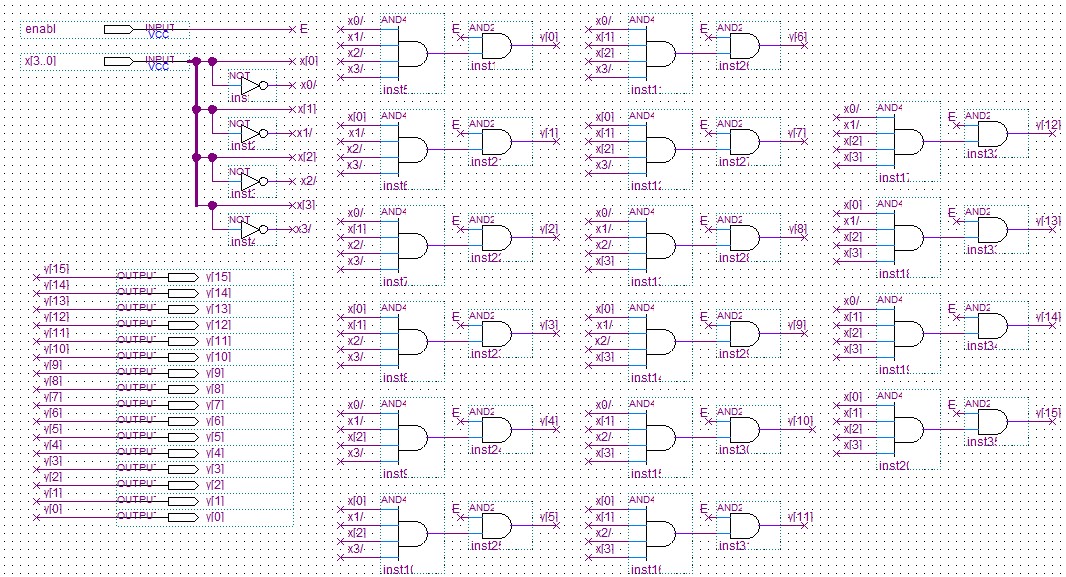 enabl INPUT VCC E
x[3..0] INPUT VCC x[0]
NOT x0/
inst
x[1]
NOT x1/
inst2
x[2]
NOT x2/
inst3
x[3]
NOT x3/
inst4
y[15] OUTPUT y[15]
y[14] OUTPUT y[14]
y[13] OUTPUT y[13]
y[12] OUTPUT y[12]
y[11] OUTPUT y[11]
y[10] OUTPUT y[10]
y[9] OUTPUT y[9]
y[8] OUTPUT y[8]
y[7] OUTPUT y[7]
y[6] OUTPUT y[6]
y[5] OUTPUT y[5]
y[4] OUTPUT y[4]
y[3] OUTPUT y[3]
y[2] OUTPUT y[2]
y[1] OUTPUT y[1]
y[0] OUTPUT y[0]
x0/ AND4 E AND2 y[0]
x1/
x2/
x3/
inst5
x[0] AND4 E AND2 y[1]
x1/
x2/
x3/
inst6 inst21
x0/ AND4 E AND2 y[2]
x[1]
x2/
x3/
inst7 inst22
x[0] AND4 E AND2 y[3]
x[1]
x2/
x3/
inst8 inst23
x0/ AND4 E AND2 y[4]
x1/
x[2]
x3/
inst9 inst24
x[0] AND4 E AND2 y[5]
x1/
x[2]
x3/
inst10 inst25
x0/ AND4 E AND2 y[6]
x[1]
x[2]
x3/
inst11 inst26
x[0] AND4 E AND2 y[7]
x[1]
x[2]
x3/
inst12 inst27
x0/ AND4 E AND2 y[8]
x1/
x2/
x[3]
inst28
x[0] AND4 E AND2 y[9]
x1/
x2/
x[3]
inst14 inst29
x0/ AND4 E AND2 y[10]
x[1]
x2/
x[3]
inst15 inst30
x[0] AND4 E AND2 y[11]
x[1]
x2/
x[3]
inst16 inst31
x0/ AND4 E AND2 y[12]
x1/
x[2]
x[3]
inst17 inst32
x[0] AND4 E AND2 y[13]
x1/
x[2]
x[3]
inst18 inst33
x0/ AND4 E AND2 y[14]
x[1]
x[2]
x[3]
inst19 inst34
x[0] AND4 E AND2 y[15]
x[1]
x[2]
x[3]
inst20 inst35